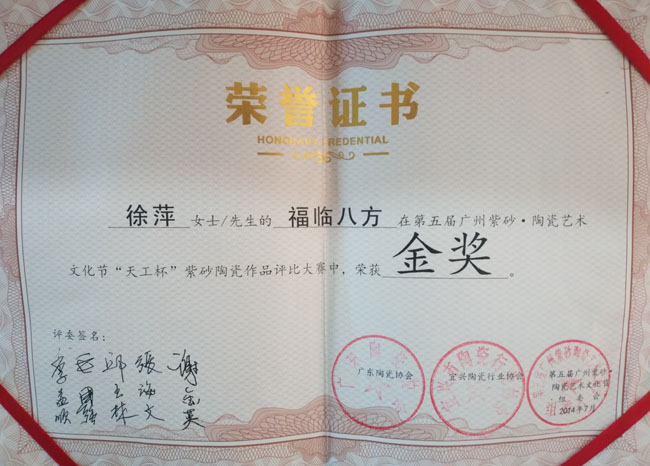 荣誉证书
HONORARY CREDENTIAL
徐萍 女士/先生的 福临八方 在第五届广州紫砂·陶瓷艺术
文化节“天工杯”紫砂陶瓷作品评比大赛中，荣获 金奖 。
评委签名：
广东陶瓷协会
宜兴陶瓷行业协会
第五届广州紫砂·
陶瓷艺术文化节
组委会
2014年7月